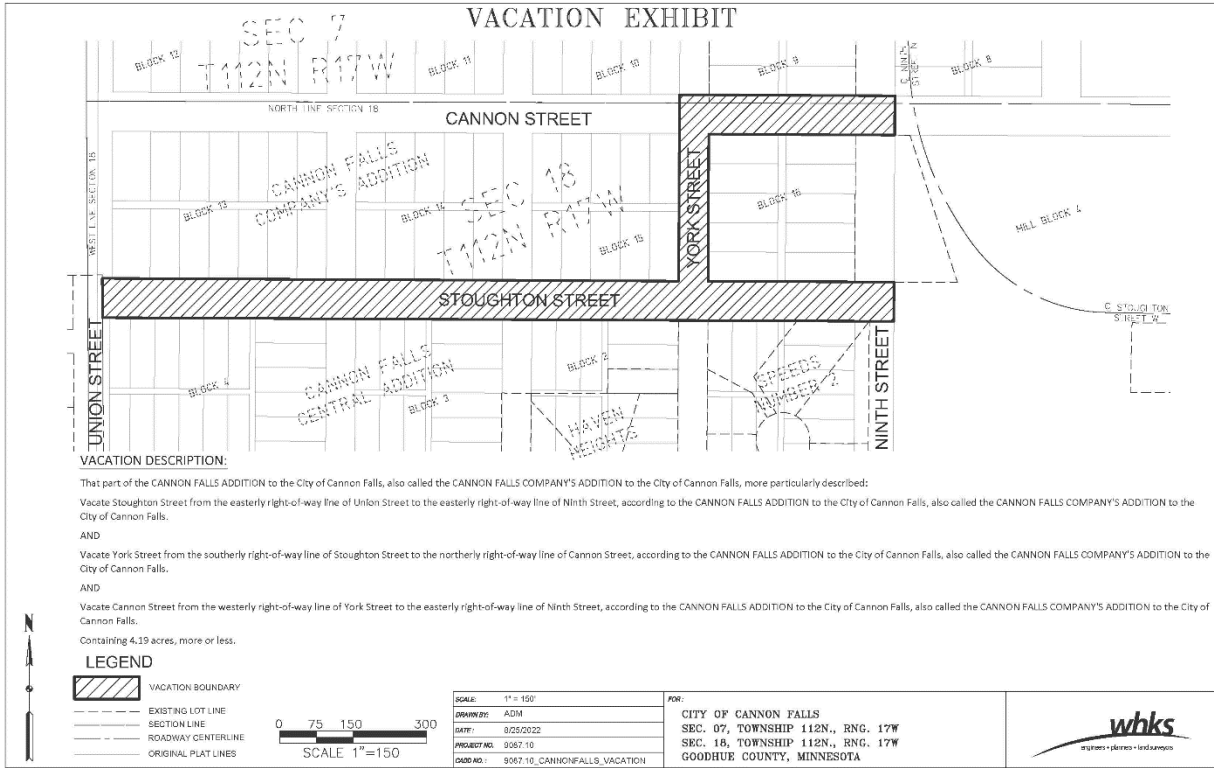 VACATION EXHIBIT
SEC 7
T112N R17W
BLOCK 12
BLOCK 11
BLOCK 10
BLOCK 9
BLOCK 8
C NINTH
STREET N
NORTH LINE SECTION 18
CANNON STREET
WEST LINE SECTION 18
CANNON FALLS
COMPANY'S ADDITION
SEC 18
T112N R17W
BLOCK 13
BLOCK 14
BLOCK 15
YORK STREET
BLOCK 16
MILL BLOCK 4
STOUGHTON STREET
C STOUGHTON
STREET W
UNION STREET
BLOCK 4
CANNON FALLS
CENTRAL ADDITION
BLOCK 3
BLOCK 2
HAVEN
HEIGHTS
SPEEDS
NUMBER 2
NINTH STREET
VACATION DESCRIPTION:
That part of the CANNON FALLS ADDITION to the City of Cannon Falls, also called the CANNON FALLS COMPANY'S ADDITION to the City of Cannon Falls, more particularly described:
Vacate Stoughton Street from the easterly right-of-way line of Union Street to the easterly right-of-way line of Ninth Street, according to the CANNON FALLS ADDITION to the City of Cannon Falls, also called the CANNON FALLS COMPANY'S ADDITION to the
City of Cannon Falls.
AND
Vacate York Street from the southerly right-of-way line of Stoughton Street to the northerly right-of-way line of Cannon Street, according to the CANNON FALLS ADDITION to the City of Cannon Falls, also called the CANNON FALLS COMPANY'S ADDITION to the
City of Cannon Falls.
AND
Vacate Cannon Street from the westerly right-of-way line of York Street to the easterly right-of-way line of Ninth Street, according to the CANNON FALLS ADDITION to the City of Cannon Falls, also called the CANNON FALLS COMPANY'S ADDITION to the City of
Cannon Falls.
Containing 4.19 acres, more or less.
N
LEGEND
VACATION BOUNDARY
EXISTING LOT LINE
SECTION LINE
ROADWAY CENTERLINE
ORIGINAL PLAT LINES
0 75 150 300
SCALE 1"=150
SCALE: 1" = 150'
DRAWN BY: ADM
DATE: 8/25/2022
PROJECT NO. 9067.10
CADD NO.: 9067.10_CANNONFALLS_VACATION
FOR:
CITY OF CANNON FALLS
SEC. 07, TOWNSHIP 112N., RNG. 17W
SEC. 18, TOWNSHIP 112N., RNG. 17W
GOODHUE COUNTY, MINNESOTA
whks
engineers + planners + land surveyors